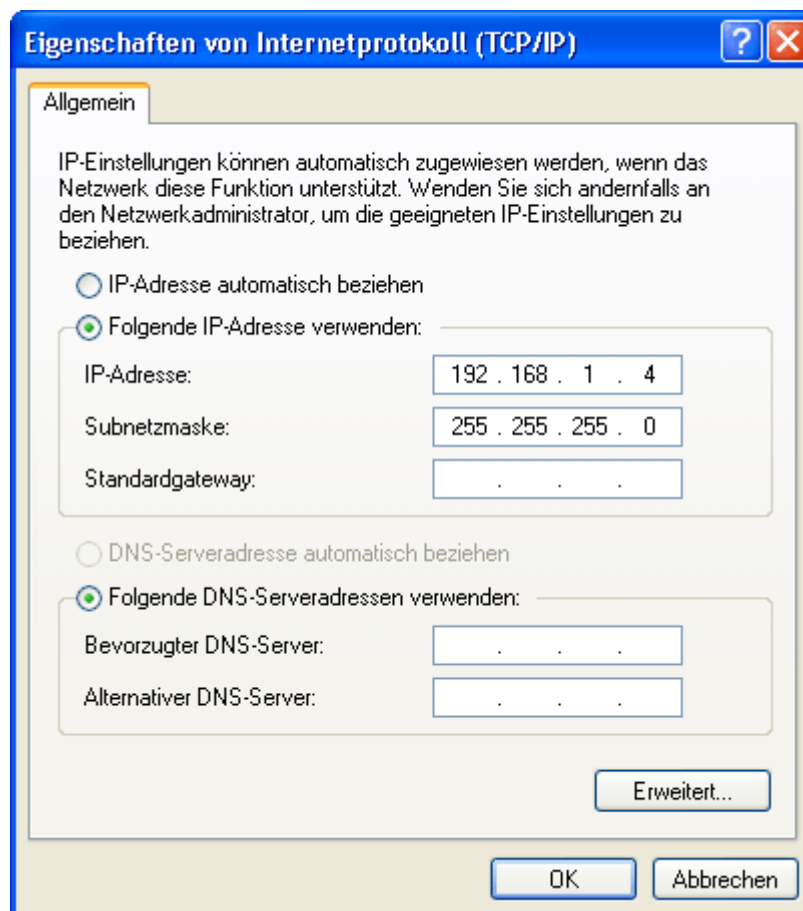 Eigenschaften von Internetprotokoll (TCP/IP)
Allgemein
IP-Einstellungen können automatisch zugewiesen werden, wenn das
Netzwerk diese Funktion unterstützt. Wenden Sie sich andernfalls an
den Netzwerkadministrator, um die geeigneten IP-Einstellungen zu
beziehen.
IP-Adresse automatisch beziehen
Folgende IP-Adresse verwenden:
IP-Adresse: 192 . 168 . 1 . 4
Subnetzmaske: 255 . 255 . 255 . 0
Standardgateway: . . .
DNS-Serveradresse automatisch beziehen
Folgende DNS-Serveradressen verwenden:
Bevorzugter DNS-Server: . . .
Alternativer DNS-Server: . . .
Erweitert...
OK Abbrechen